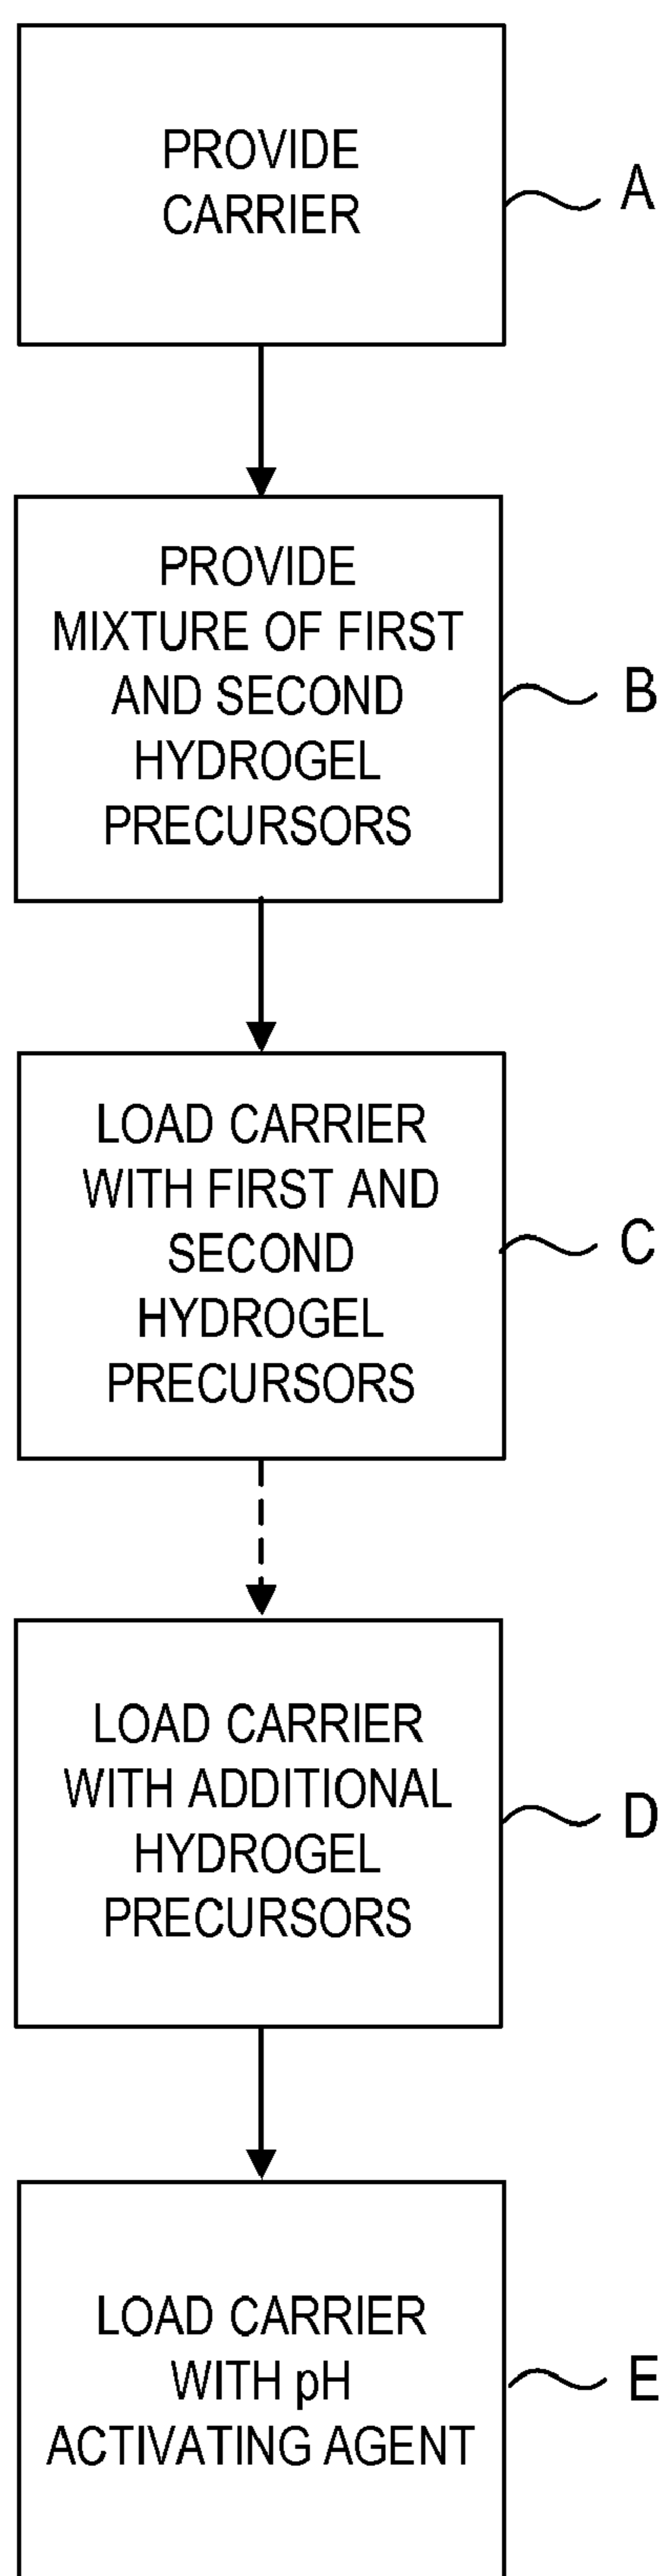 PROVIDE
CARRIER
A
PROVIDE
MIXTURE OF FIRST
AND SECOND
HYDROGEL
PRECURSORS
B
LOAD CARRIER
WITH FIRST AND
SECOND
HYDROGEL
PRECURSORS
C
LOAD CARRIER
WITH ADDITIONAL
HYDROGEL
PRECURSORS
D
LOAD CARRIER
WITH pH
ACTIVATING AGENT
E